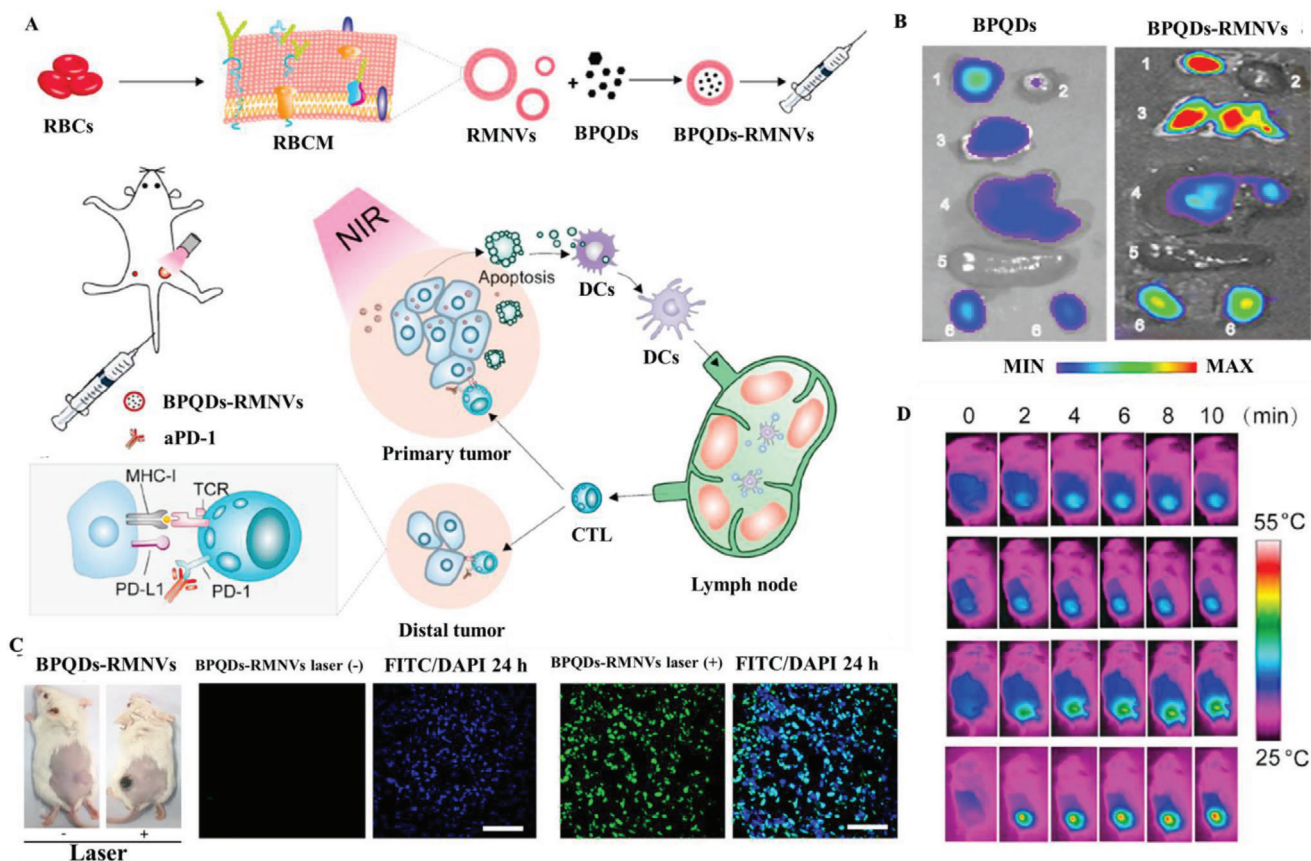 A
RBCs
RBCM
RMNVs
+
BPQDs
BPQDs-RMNVs
NIR
Apoptosis
DCs
DCs
BPQDs-RMNVs
aPD-1
Primary tumor
MHC-I
TCR
PD-L1
PD-1
CTL
Lymph node
Distal tumor
B
BPQDs
BPQDs-RMNVs
1
2
3
4
5
6
6
1
2
3
4
5
6
6
MIN
MAX
C
BPQDs-RMNVs
BPQDs-RMNVs laser (-)
FITC/DAPI 24 h
BPQDs-RMNVs laser (+)
FITC/DAPI 24 h
-
+
Laser
D
0 2 4 6 8 10 (min)
55 °C
25 °C